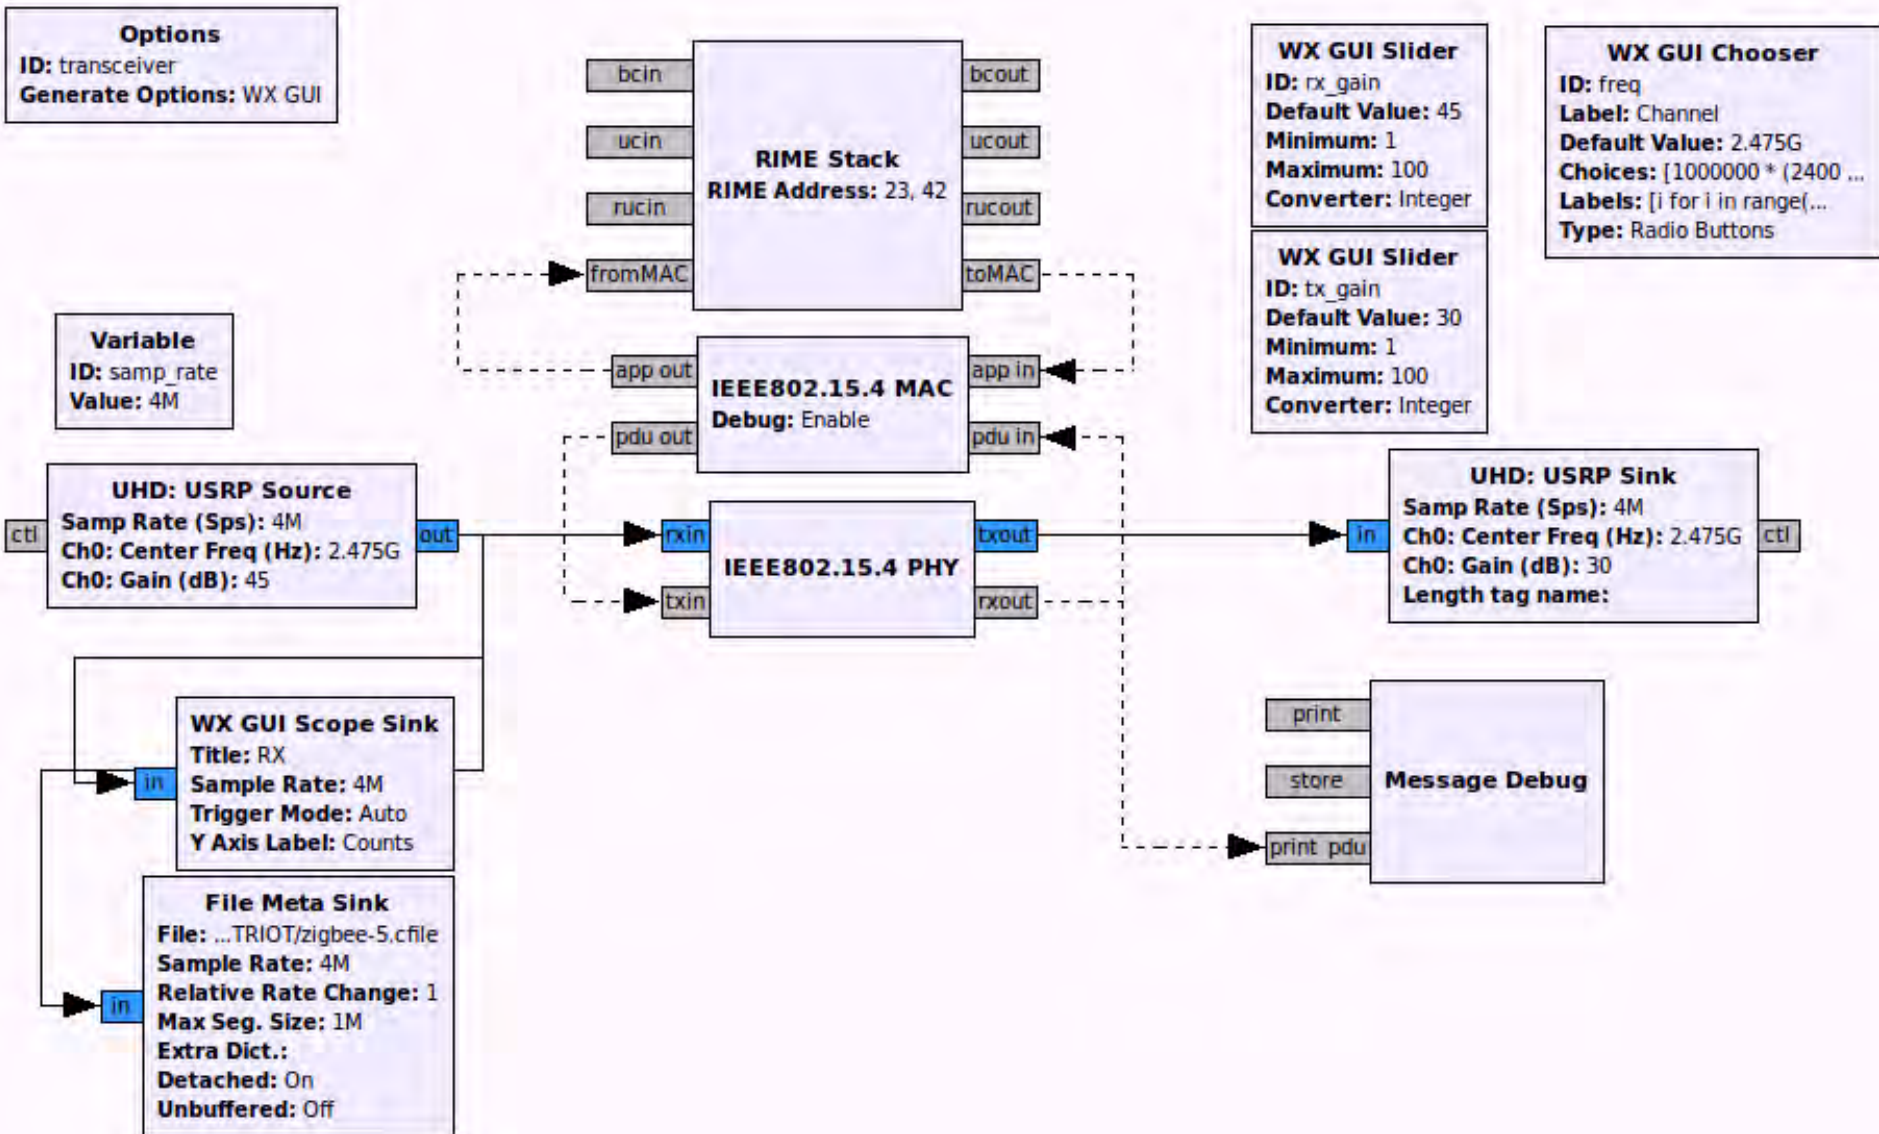 Options
ID: transceiver
Generate Options: WX GUI
bcin
bcout
ucin
ucout
RIME Stack
RIME Address: 23, 42
rucin
rucout
fromMAC
toMAC
WX GUI Slider
ID: rx_gain
Default Value: 45
Minimum: 1
Maximum: 100
Converter: Integer
WX GUI Chooser
ID: freq
Label: Channel
Default Value: 2.475G
Choices: [1000000 * (2400 ...
Labels: [i for i in range(...
Type: Radio Buttons
WX GUI Slider
ID: tx_gain
Default Value: 30
Minimum: 1
Maximum: 100
Converter: Integer
Variable
ID: samp_rate
Value: 4M
app out
app in
IEEE802.15.4 MAC
Debug: Enable
pdu out
pdu in
UHD: USRP Source
Samp Rate (Sps): 4M
Ch0: Center Freq (Hz): 2.475G
Ch0: Gain (dB): 45
ctl
out
rxin
txout
IEEE802.15.4 PHY
txin
rxout
UHD: USRP Sink
Samp Rate (Sps): 4M
Ch0: Center Freq (Hz): 2.475G
Ch0: Gain (dB): 30
Length tag name:
in
ctl
WX GUI Scope Sink
Title: RX
Sample Rate: 4M
Trigger Mode: Auto
Y Axis Label: Counts
in
print
store
Message Debug
print pdu
File Meta Sink
File: ...TRIOT/zigbee-5.cfile
Sample Rate: 4M
Relative Rate Change: 1
Max Seg. Size: 1M
Extra Dict.:
Detached: On
Unbuffered: Off
in